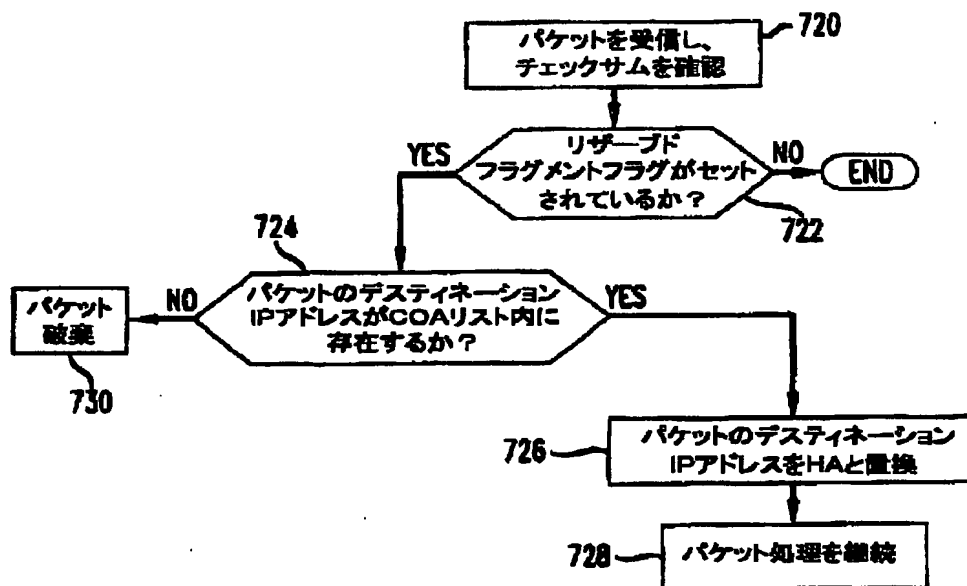 パケットを受信し、
チェックサムを確認
720
リザーブド
フラグメントフラグがセット
されているか？
YES
NO
END
722
724
パケットのデスティネーション
IPアドレスがCOAリスト内に
存在するか？
NO
YES
パケット
破棄
730
726
パケットのデスティネーション
IPアドレスをHAと置換
728
パケット処理を継続